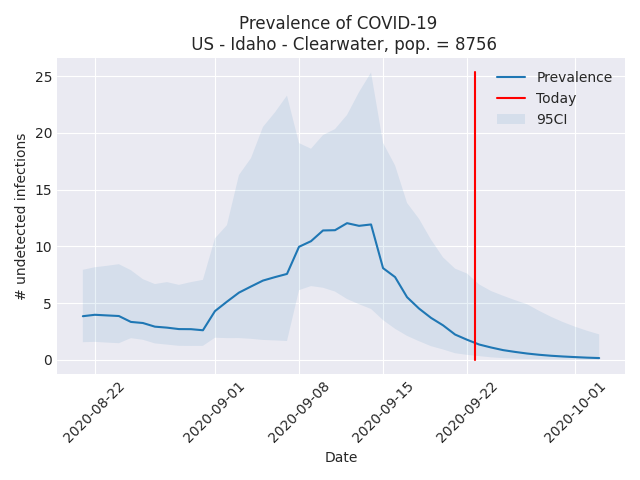 Prevalence of COVID-19
US - Idaho - Clearwater, pop. = 8756
Prevalence
Today
95CI
# undetected infections
25
20
15
10
5
0
2020-08-22
2020-09-01
2020-09-08
2020-09-15
2020-09-22
2020-10-01
Date